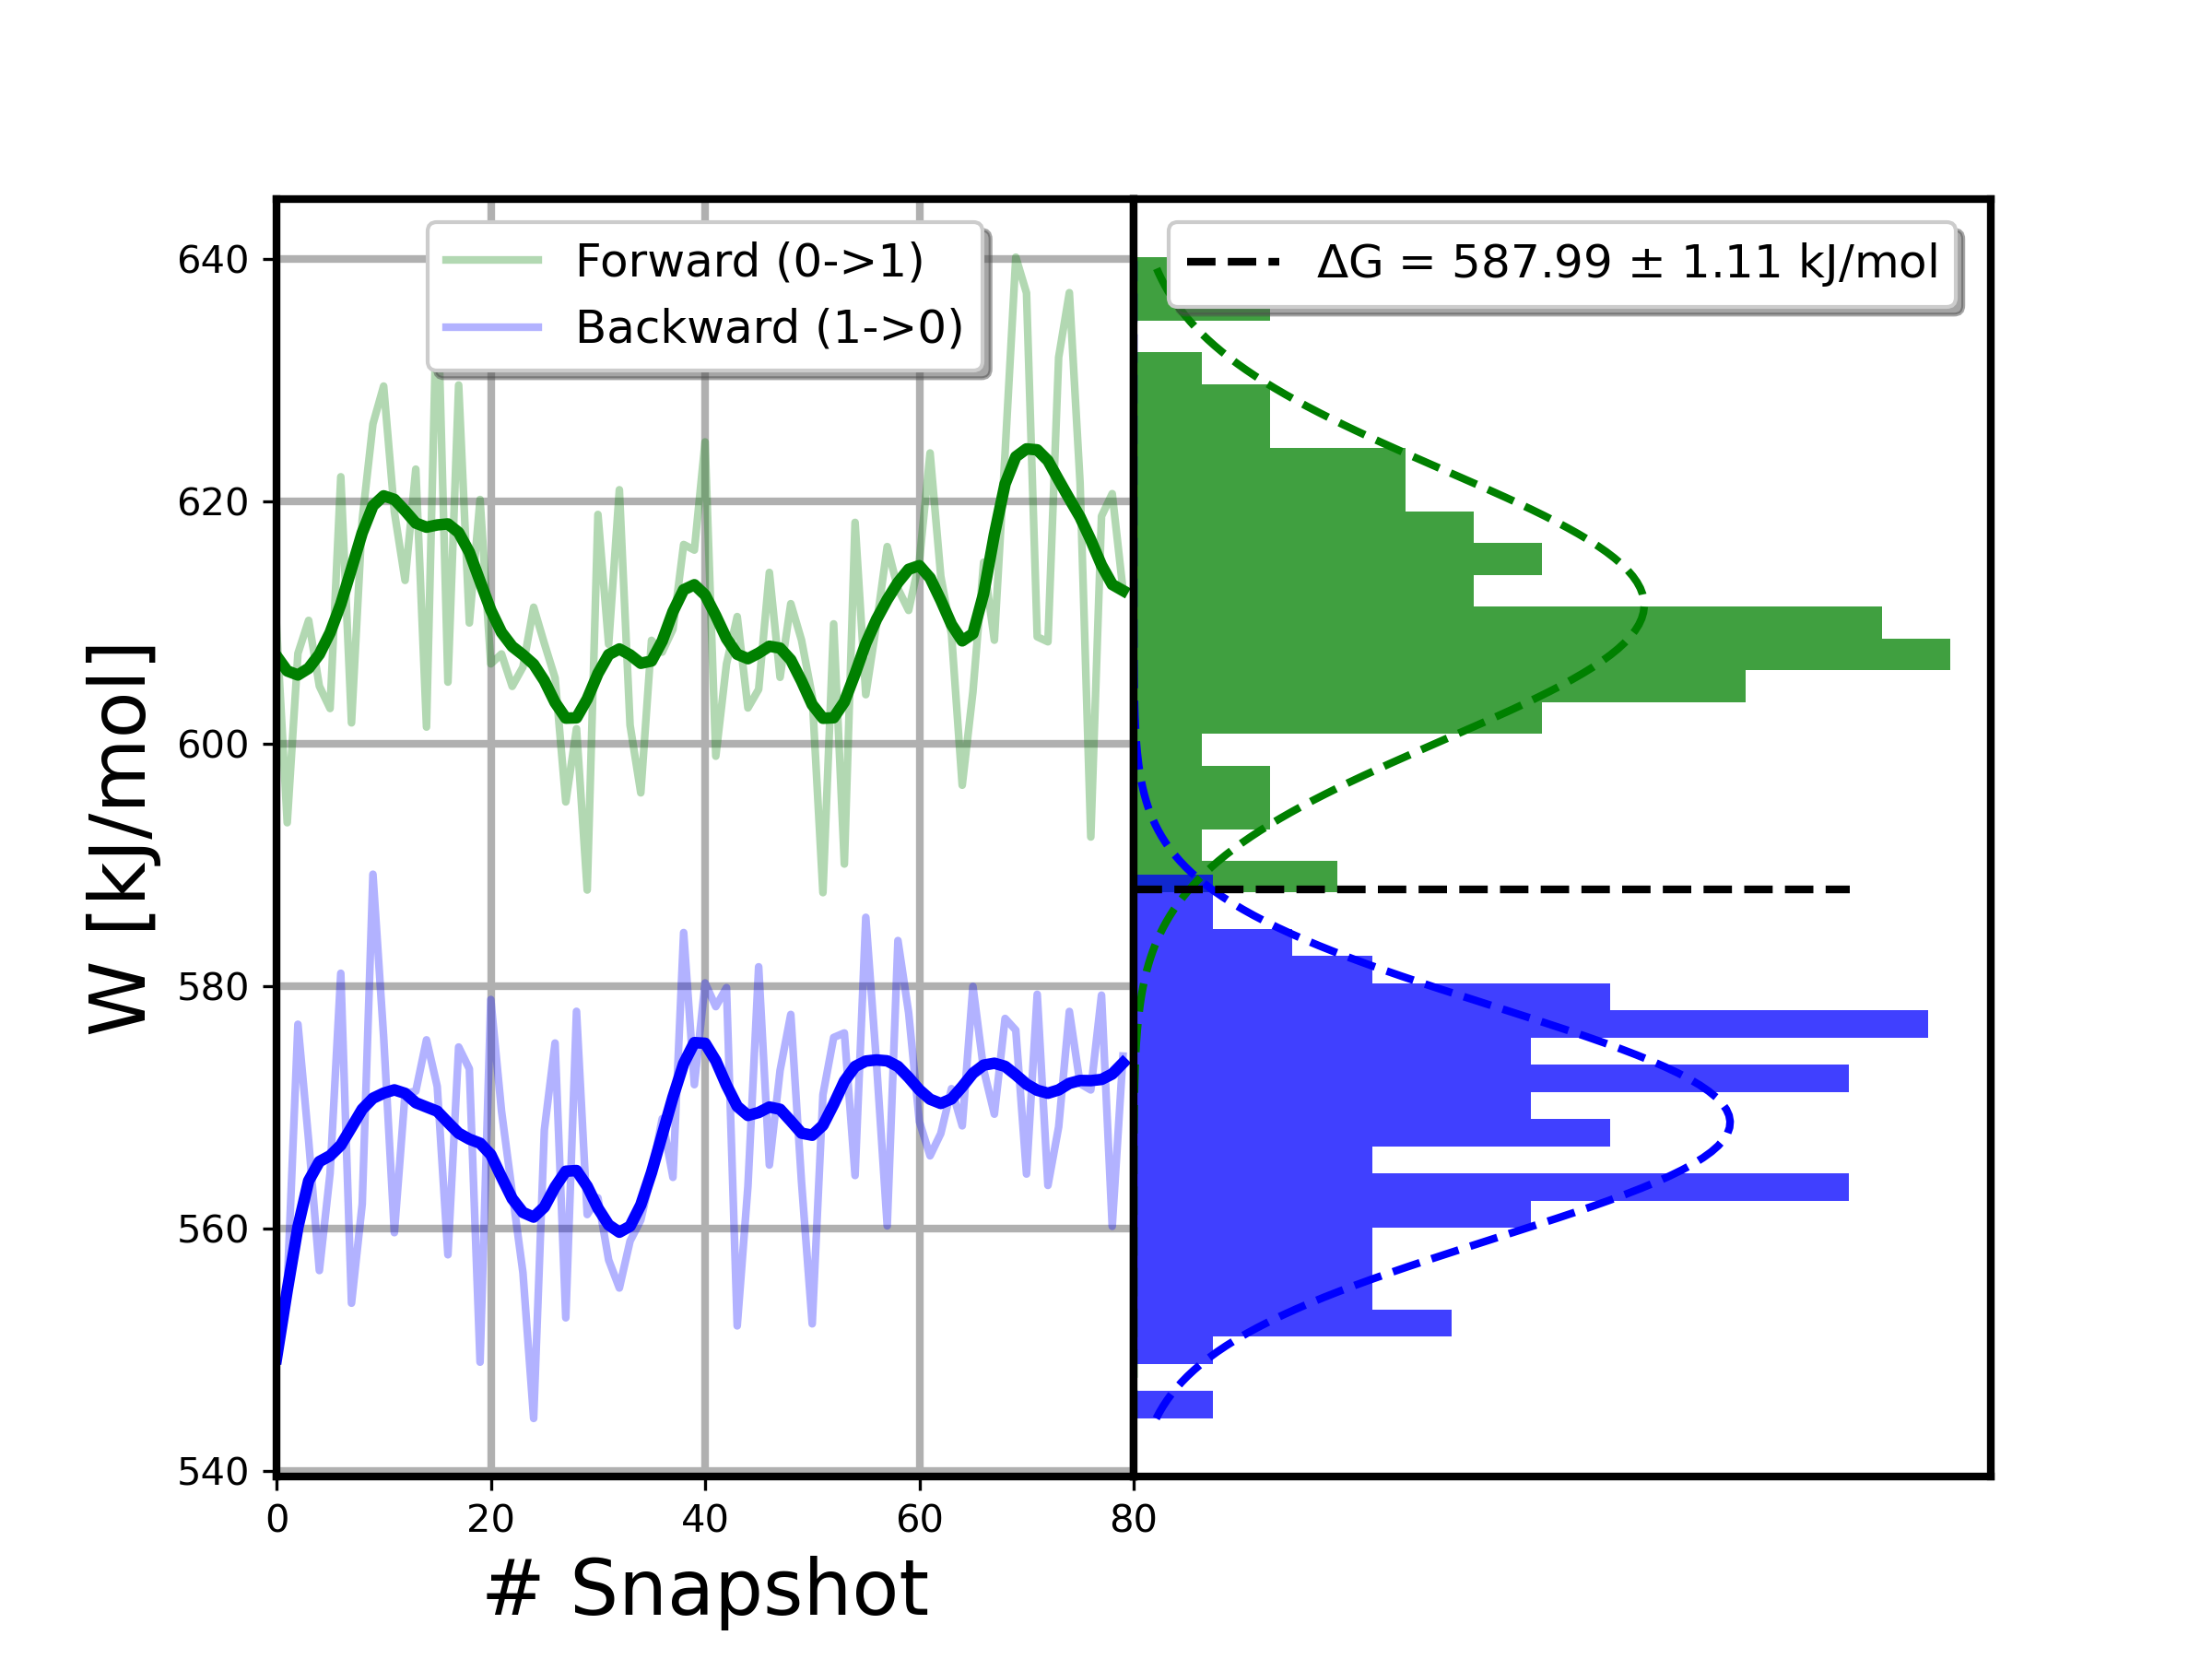 Forward (0->1)
Backward (1->0)
ΔG = 587.99 ± 1.11 kJ/mol
W [kJ/mol]
640
620
600
580
560
540
0 20 40 60 80
# Snapshot